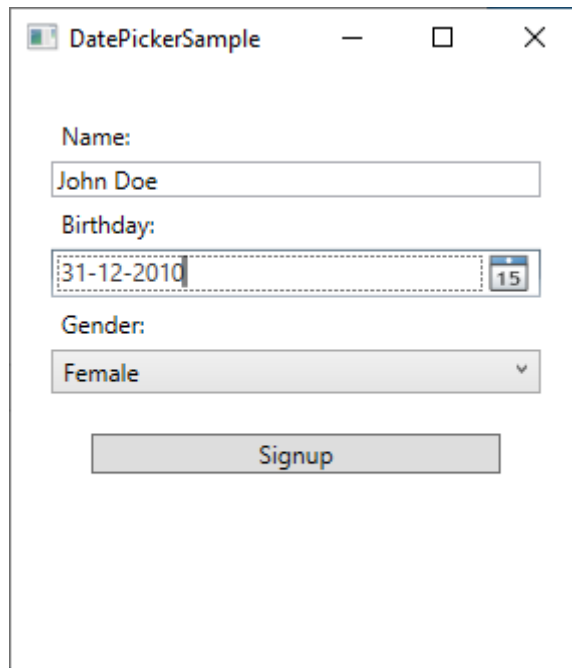 DatePickerSample
Name:
John Doe
Birthday:
31-12-2010
15
Gender:
Female
Signup